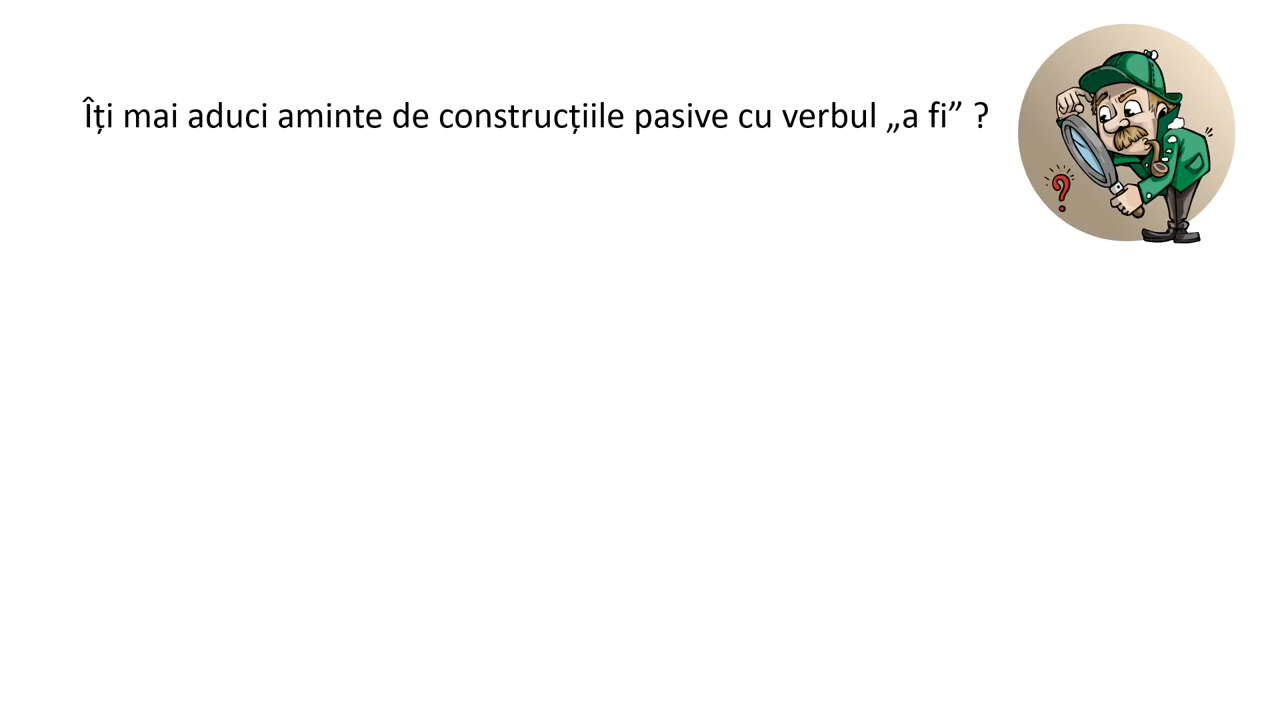 Îți mai aduci aminte de construcțiile pasive cu verbul „a fi” ?